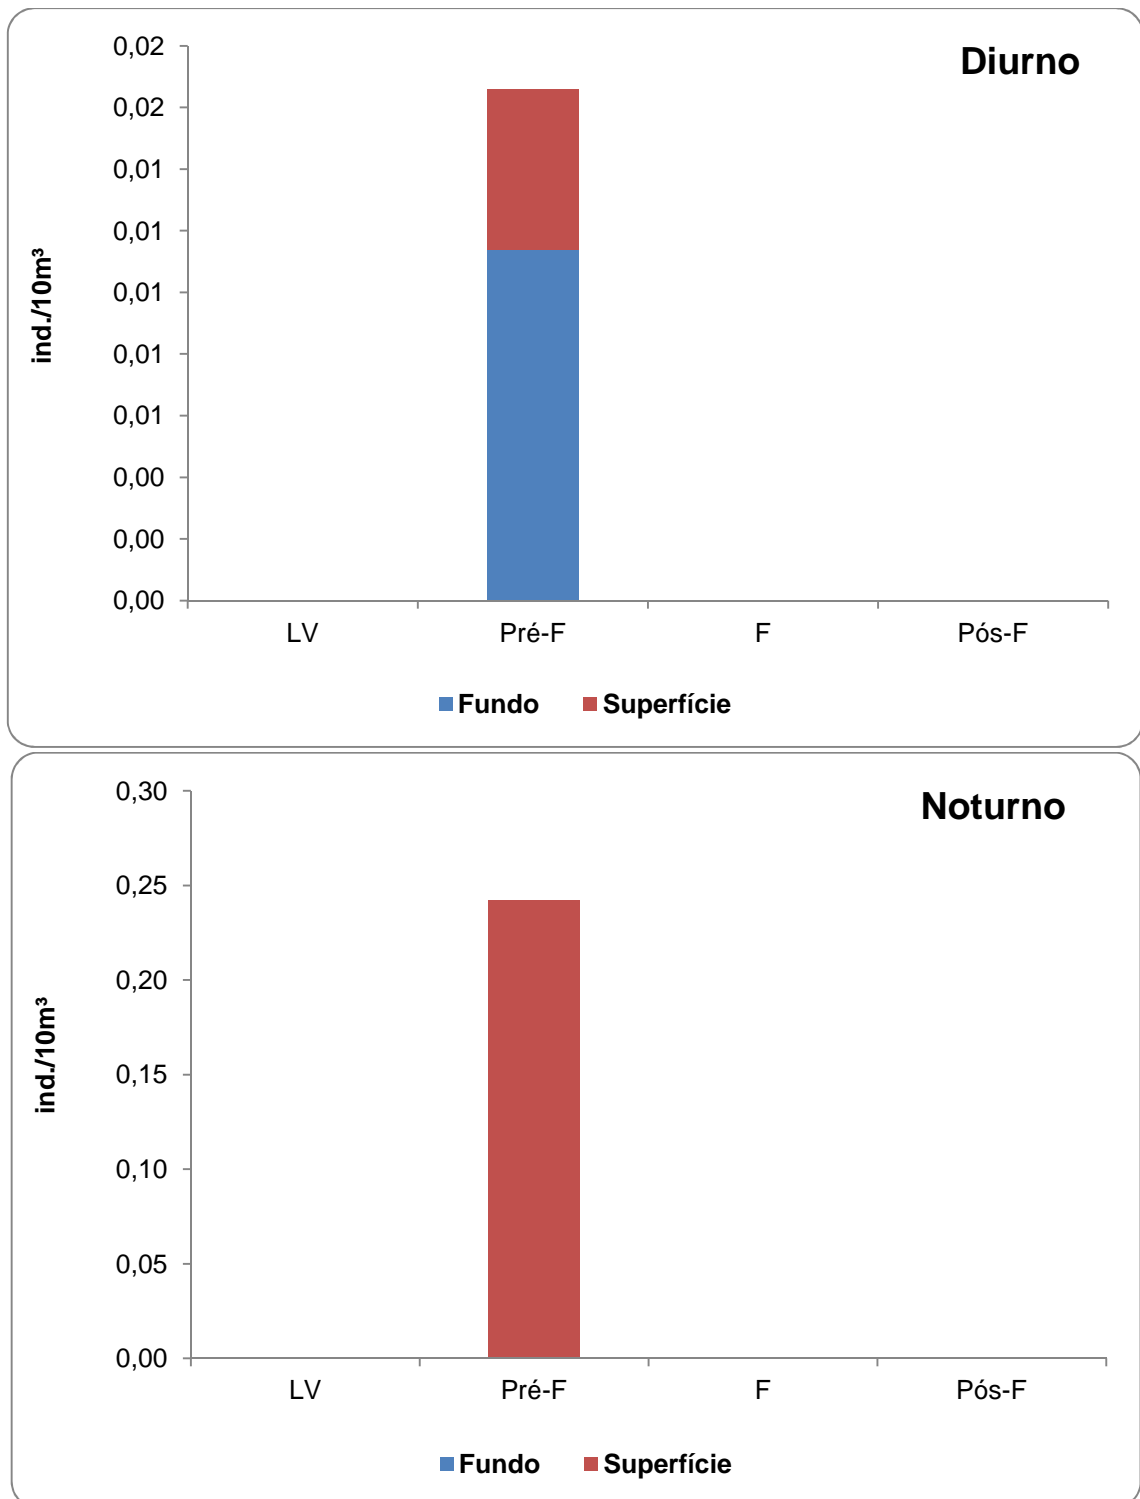 Diurno
ind./10m³
0,02
0,02
0,01
0,01
0,01
0,01
0,01
0,00
0,00
0,00
LV Pré-F F Pós-F
Fundo Superfície
Noturno
ind./10m³
0,30
0,25
0,20
0,15
0,10
0,05
0,00
LV Pré-F F Pós-F
Fundo Superfície